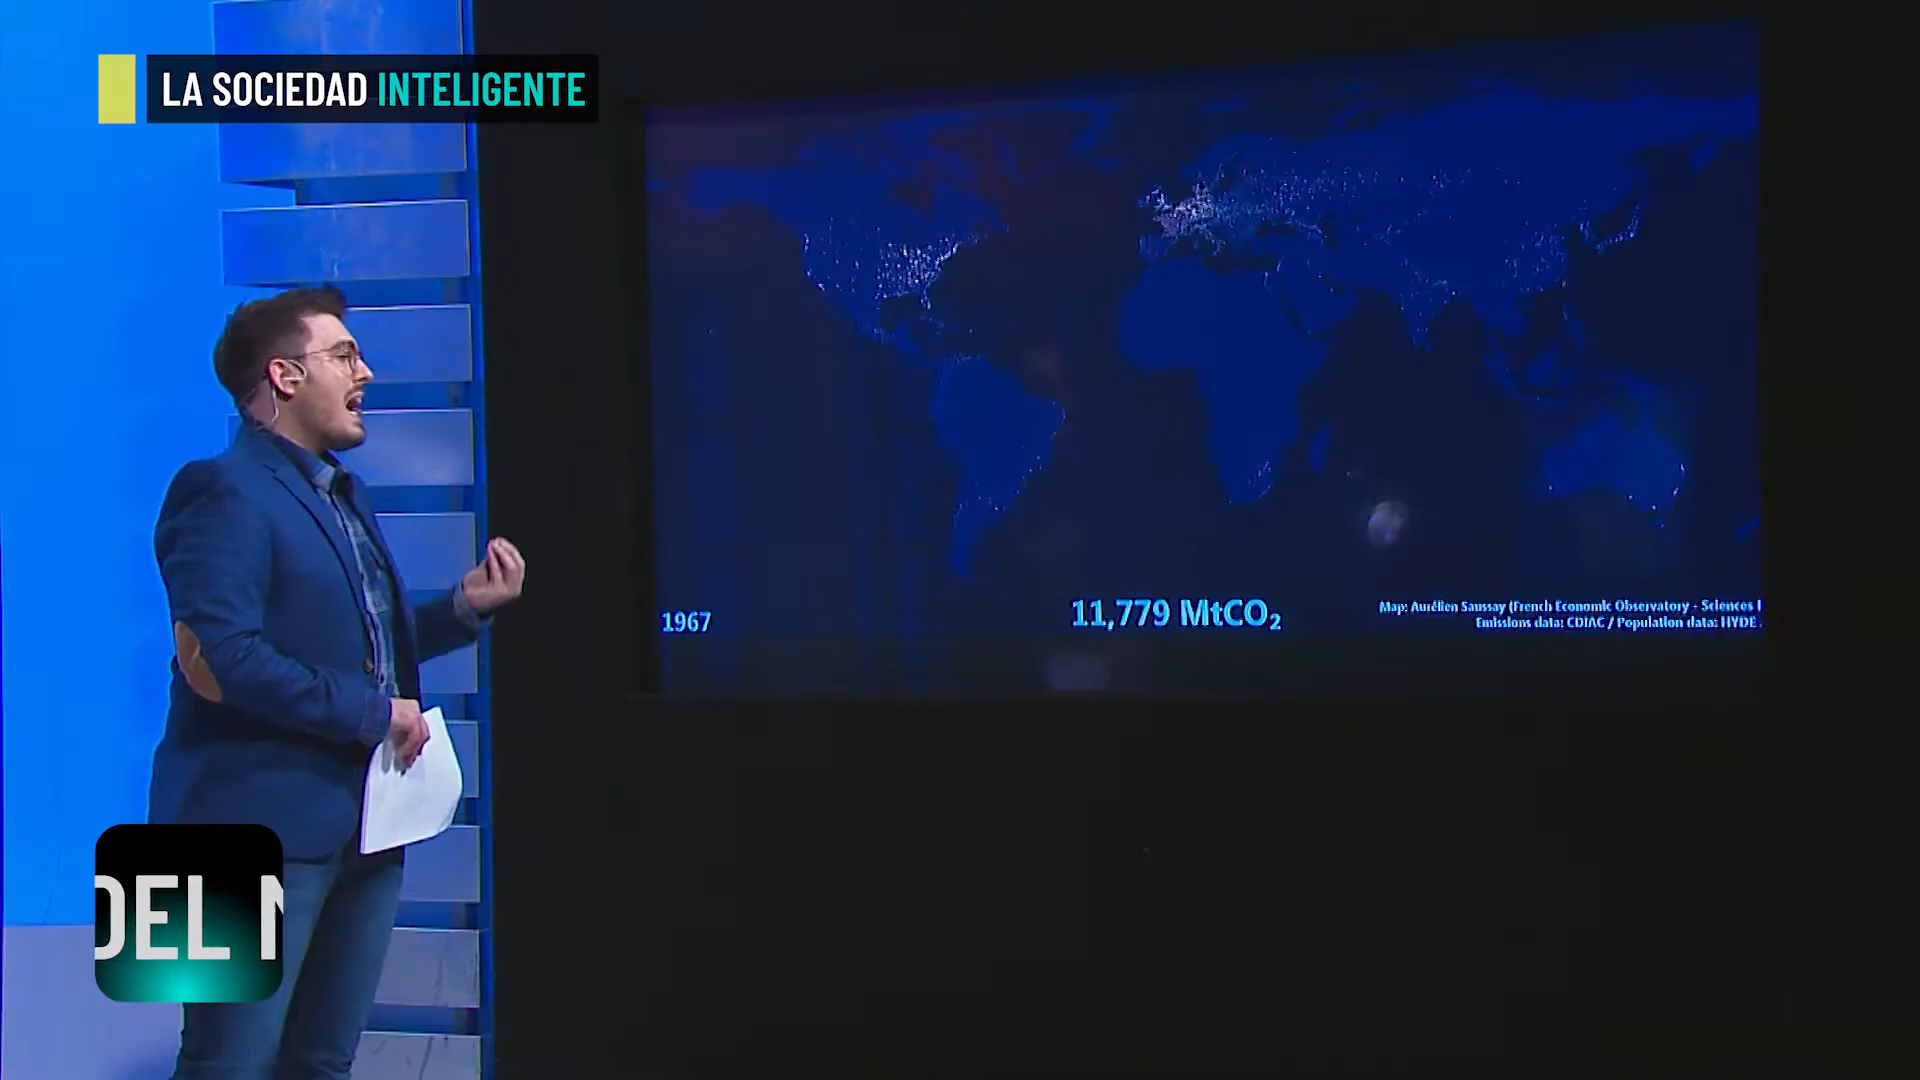 LA SOCIEDAD INTELIGENTE
1967
11,779 MtCO₂
Map: Aurélien Saussay (French Economic Observatory - Sciences
Emissions data: CDIAC / Population data: HYDE
DEL